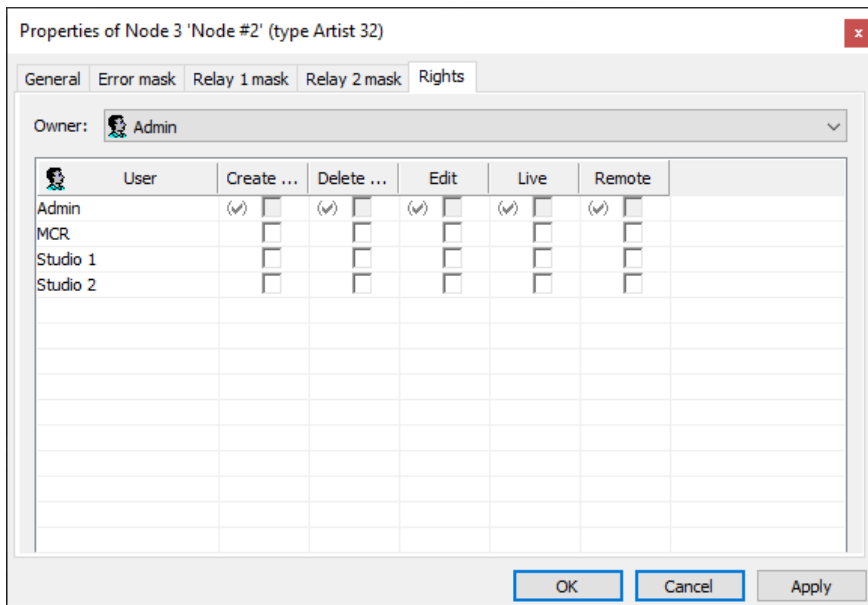 Properties of Node 3 'Node #2' (type Artist 32)
x
General Error mask Relay 1 mask Relay 2 mask Rights
Owner: Admin
User Create ... Delete ... Edit Live Remote
Admin
MCR
Studio 1
Studio 2
OK Cancel Apply